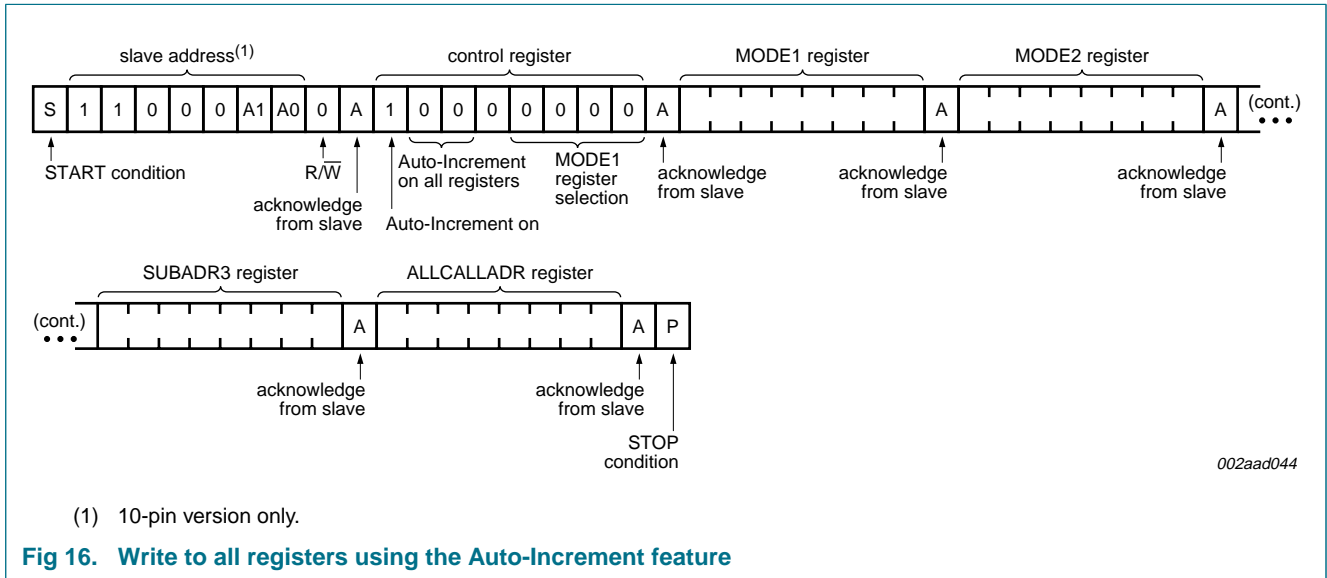 slave address(1) control register MODE1 register MODE2 register
S 1 1 0 0 0 A1 A0 0 A 1 0 0 0 0 0 0 0 A A A (cont.)
START condition R/W Auto-Increment on all registers MODE1 register selection acknowledge from slave acknowledge from slave acknowledge from slave
acknowledge from slave Auto-Increment on
SUBADR3 register ALLCALLADR register
(cont.) A A P
acknowledge from slave acknowledge from slave
STOP condition
002aad044
(1) 10-pin version only.
Fig 16. Write to all registers using the Auto-Increment feature